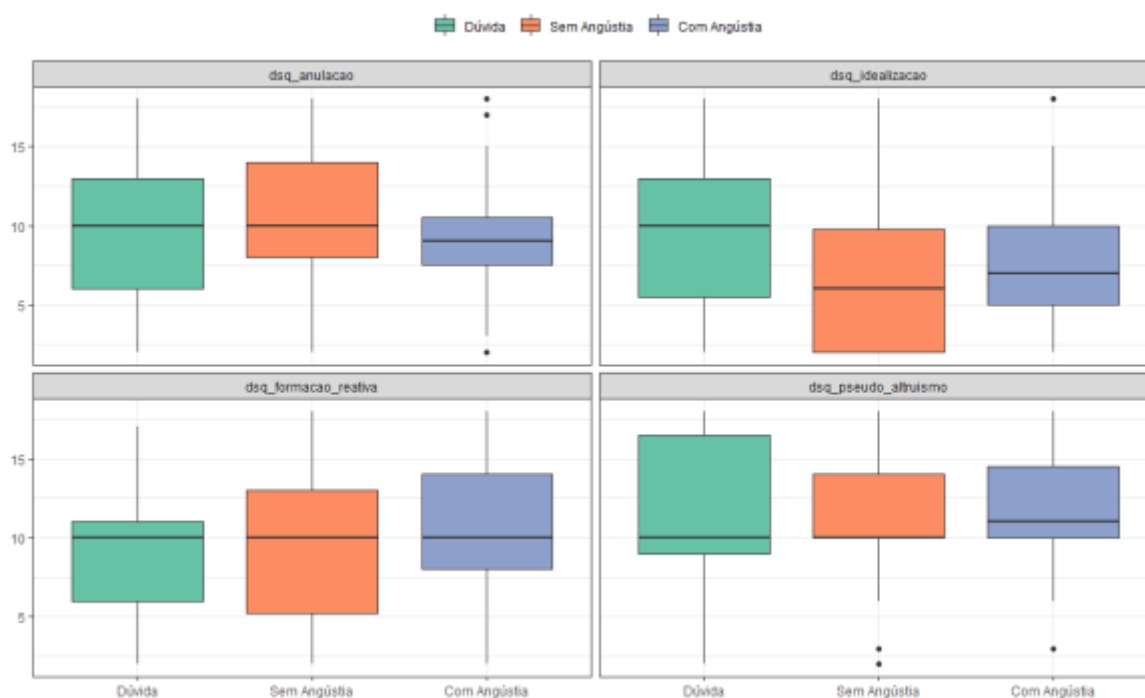 Dúvida Sem Angústia Com Angústia
dsq_anulacao
dsq_idealizacao
15
10
5
dsq_formacao_reativa
dsq_pseudo_altruismo
15
10
5
Dúvida Sem Angústia Com Angústia Dúvida Sem Angústia Com Angústia